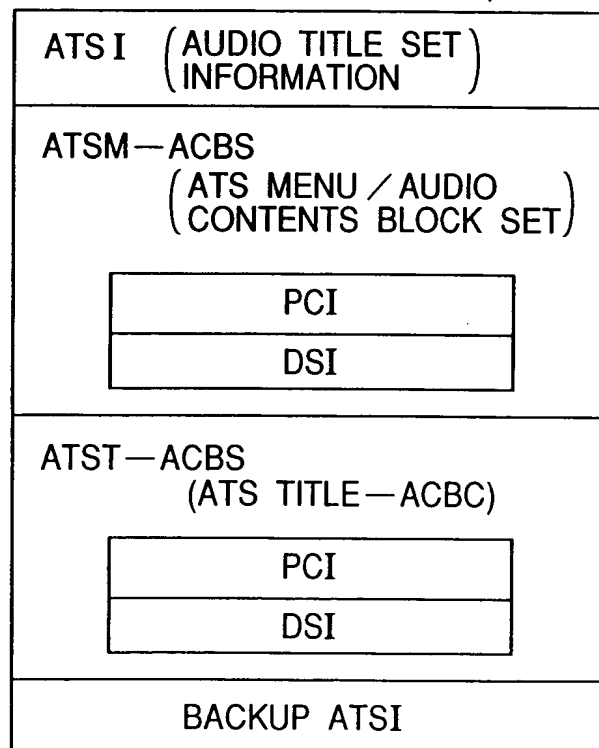 ATSI (AUDIO TITLE SET
INFORMATION)
ATSM—ACBS
(ATS MENU / AUDIO
CONTENTS BLOCK SET)
PCI
DSI
ATST—ACBS
(ATS TITLE—ACBC)
PCI
DSI
BACKUP ATSI